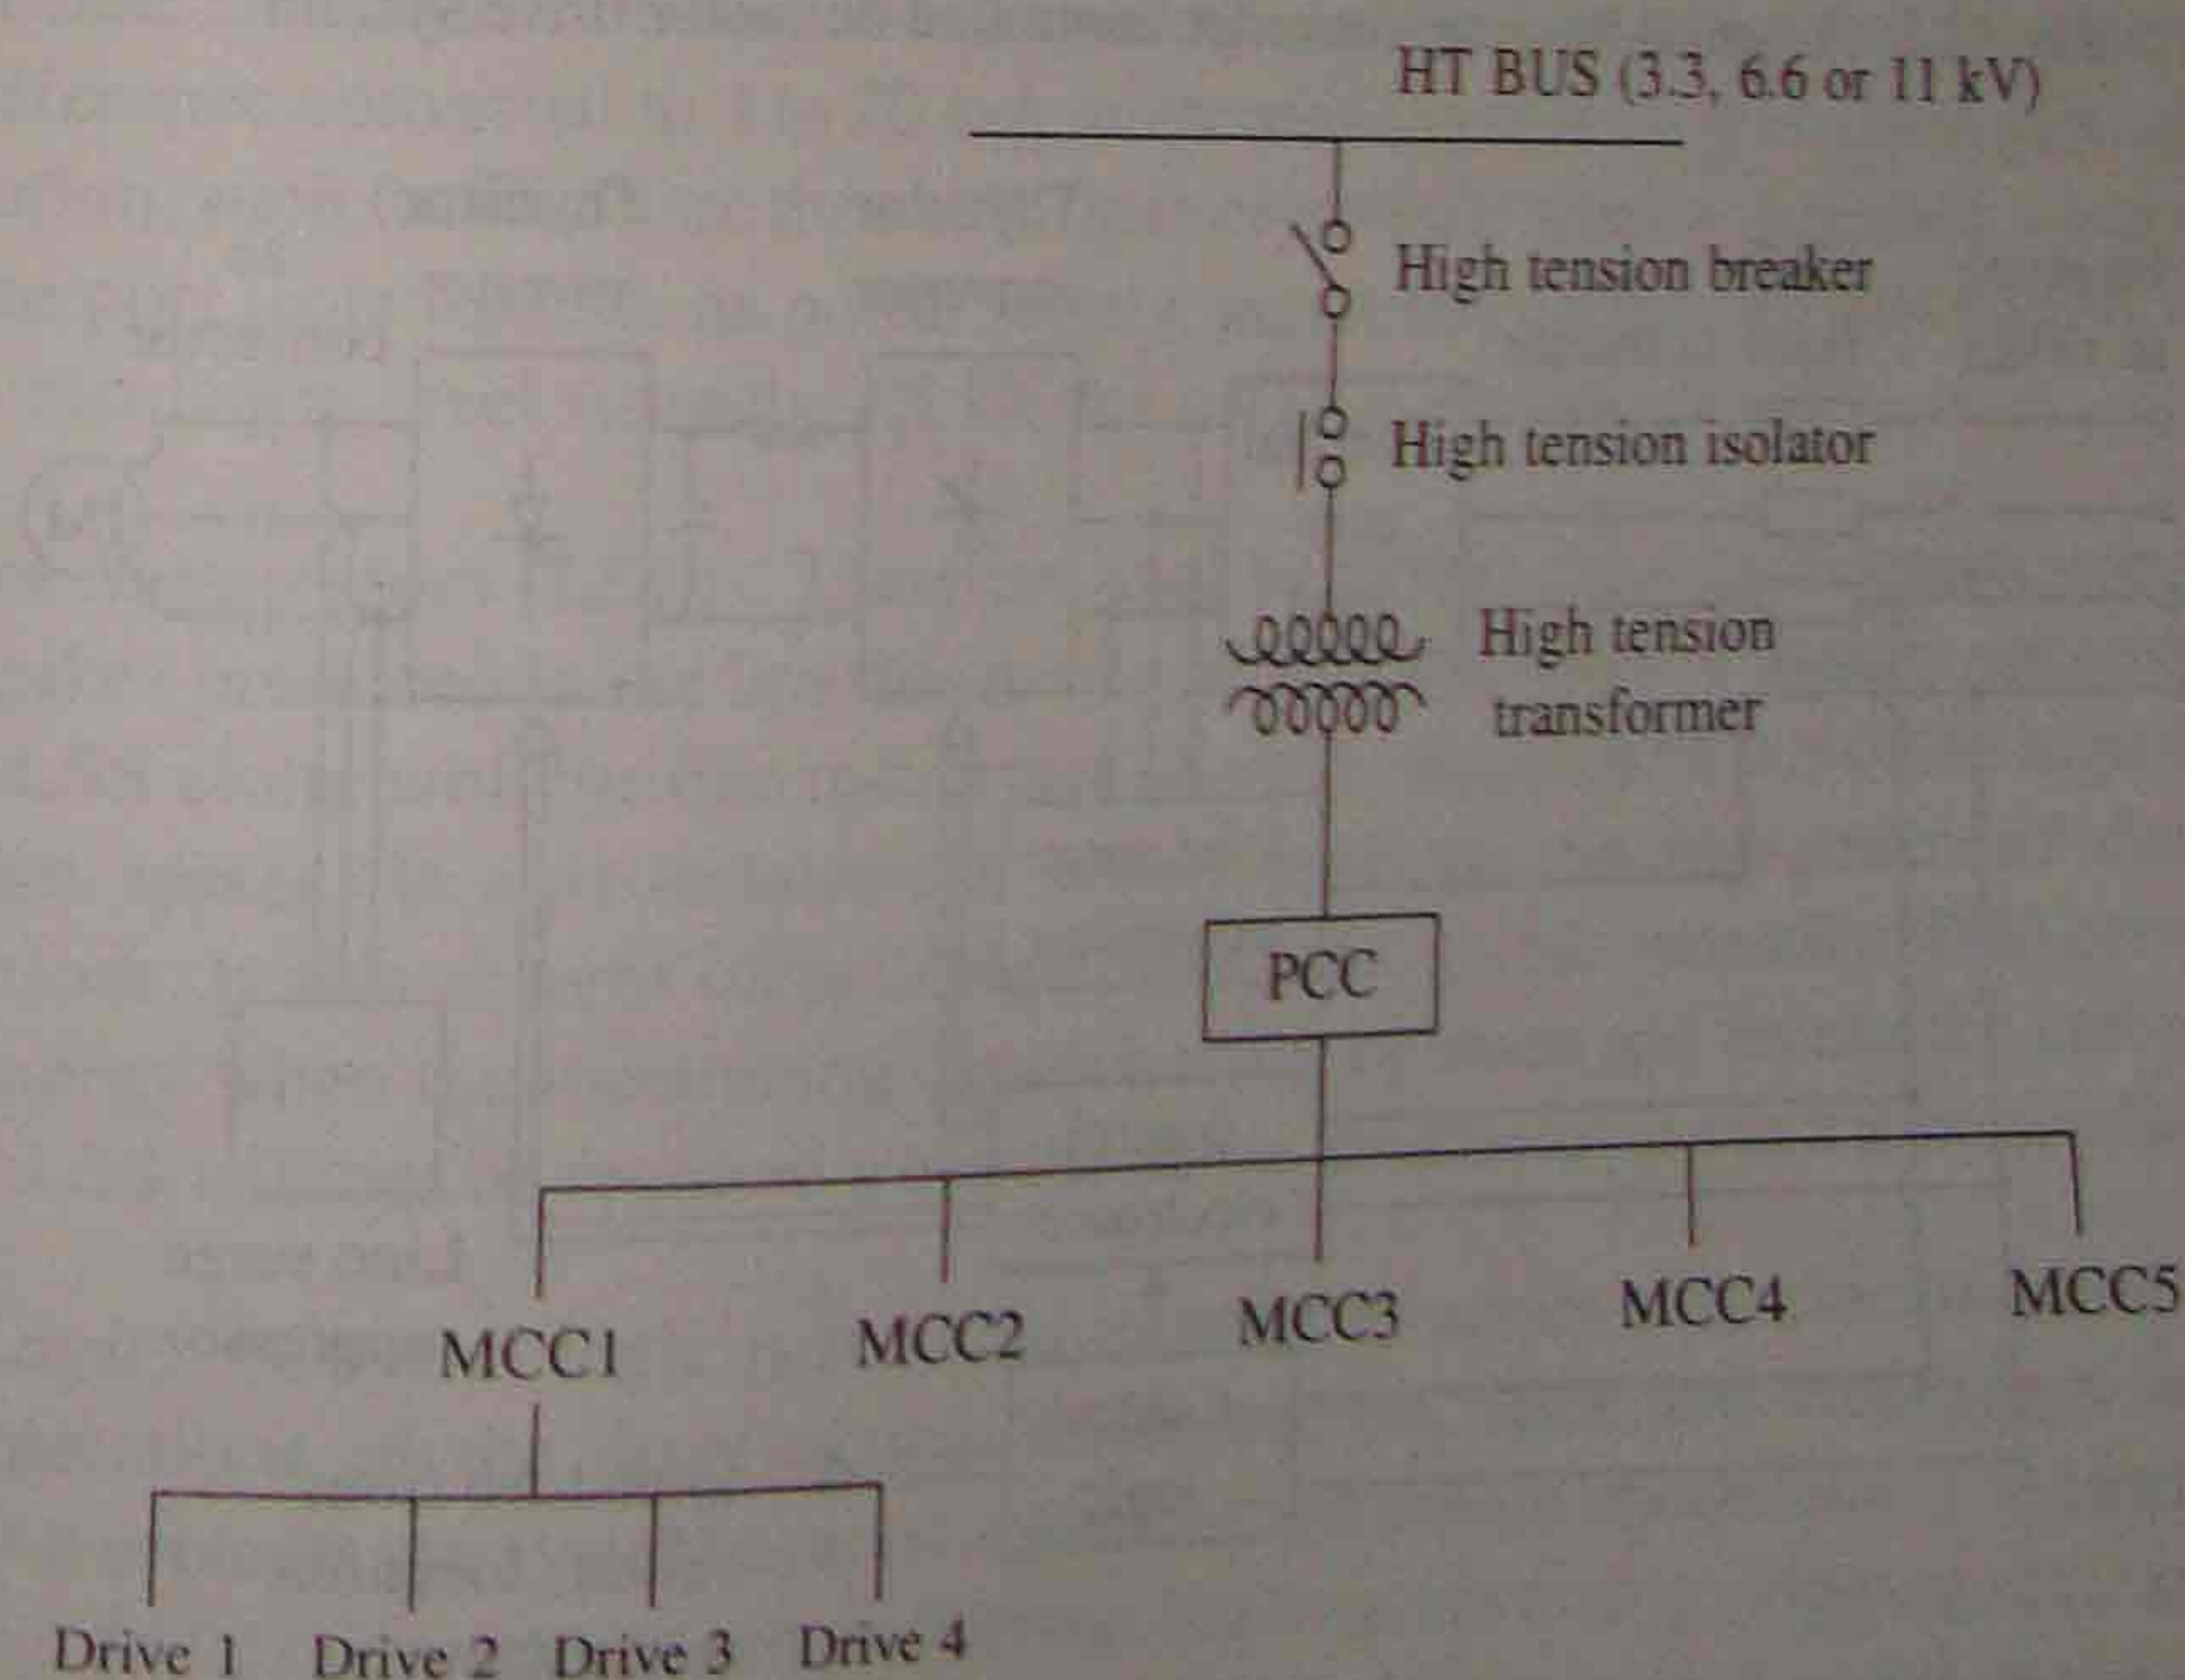 HT BUS (3.3, 6.6 or 11 kV)
High tension breaker
High tension isolator
High tension
transformer
PCC
MCC1
MCC2
MCC3
MCC4
MCC5
Drive 1
Drive 2
Drive 3
Drive 4